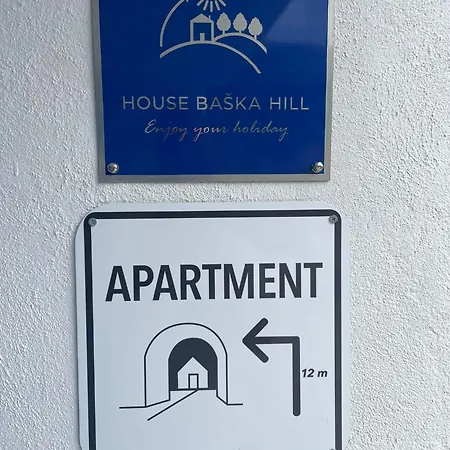 HOUSE BAŠKA HILL
Enjoy your holiday
APARTMENT
12 m